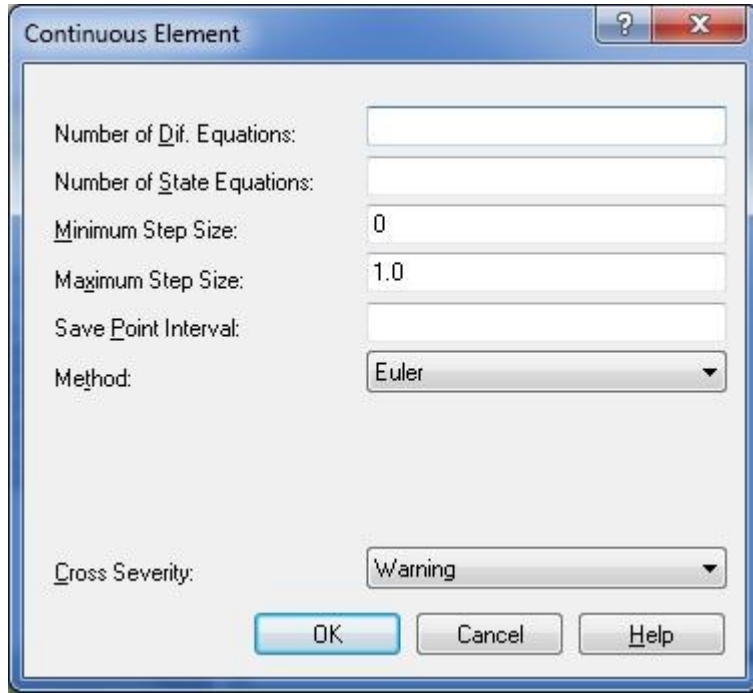 Continuous Element
Number of Dif. Equations:
Number of State Equations:
Minimum Step Size: 0
Maximum Step Size: 1.0
Save Point Interval:
Method: Euler
Cross Severity: Warning
OK Cancel Help